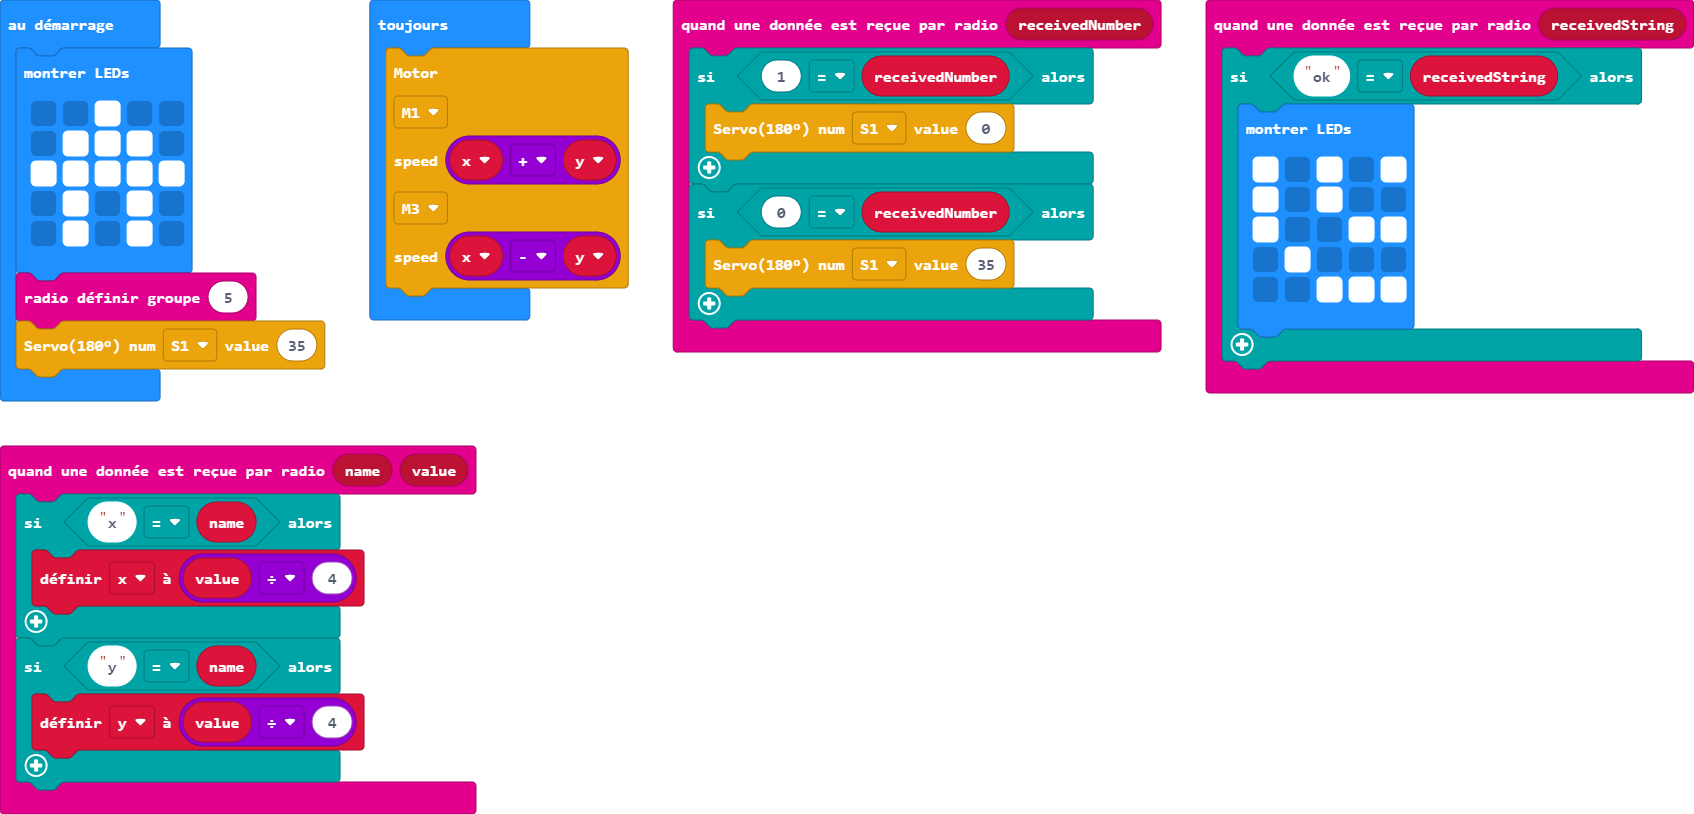 au démarrage
montrer LEDs
radio définir groupe 5
Servo(180°) num S1 value 35
toujours
Motor
M1
speed x + y
M3
speed x - y
quand une donnée est reçue par radio receivedNumber
si 1 = receivedNumber alors
Servo(180°) num S1 value 0
si 0 = receivedNumber alors
Servo(180°) num S1 value 35
quand une donnée est reçue par radio receivedString
si "ok" = receivedString alors
montrer LEDs
quand une donnée est reçue par radio name value
si "x" = name alors
définir x à value ÷ 4
si "y" = name alors
définir y à value ÷ 4